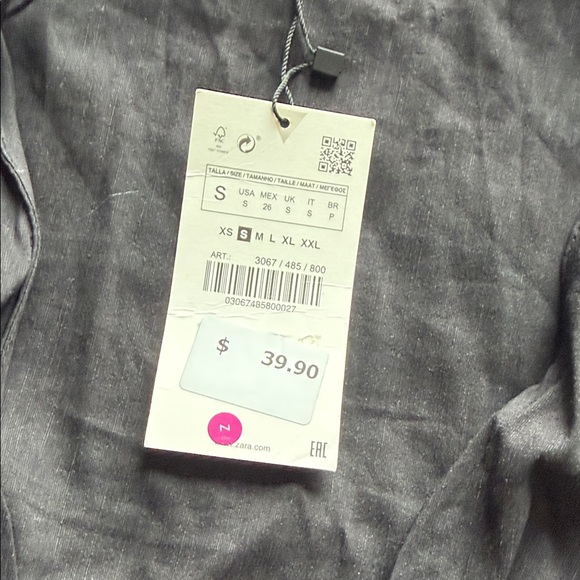 FSC
TALLA / SIZE / TAMANHO / TAILLE / MAAT / ΜΕΓΕΘΟΣ
S USA MEX UK IT BR
S 26 S S P
XS S M L XL XXL
ART.: 3067 / 485 / 800
03067485800027
$ 39.90
Z
zara.com
EAC